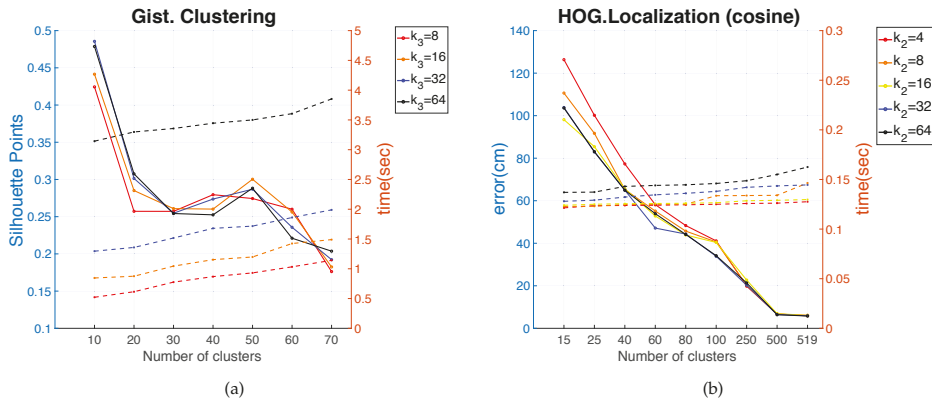 Gist. Clustering
Silhouette Points
0.5
0.45
0.4
0.35
0.3
0.25
0.2
0.15
0.1
5
4.5
4
3.5
3
2.5
2
1.5
1
0.5
0
time(sec)
10 20 30 40 50 60 70
Number of clusters
k3=8
k3=16
k3=32
k3=64
(a)
HOG.Localization (cosine)
error(cm)
140
120
100
80
60
40
20
0
0.3
0.25
0.2
0.15
0.1
0.05
0
time(sec)
15 25 40 60 80 100 250 500 519
Number of clusters
k2=4
k2=8
k2=16
k2=32
k2=64
(b)